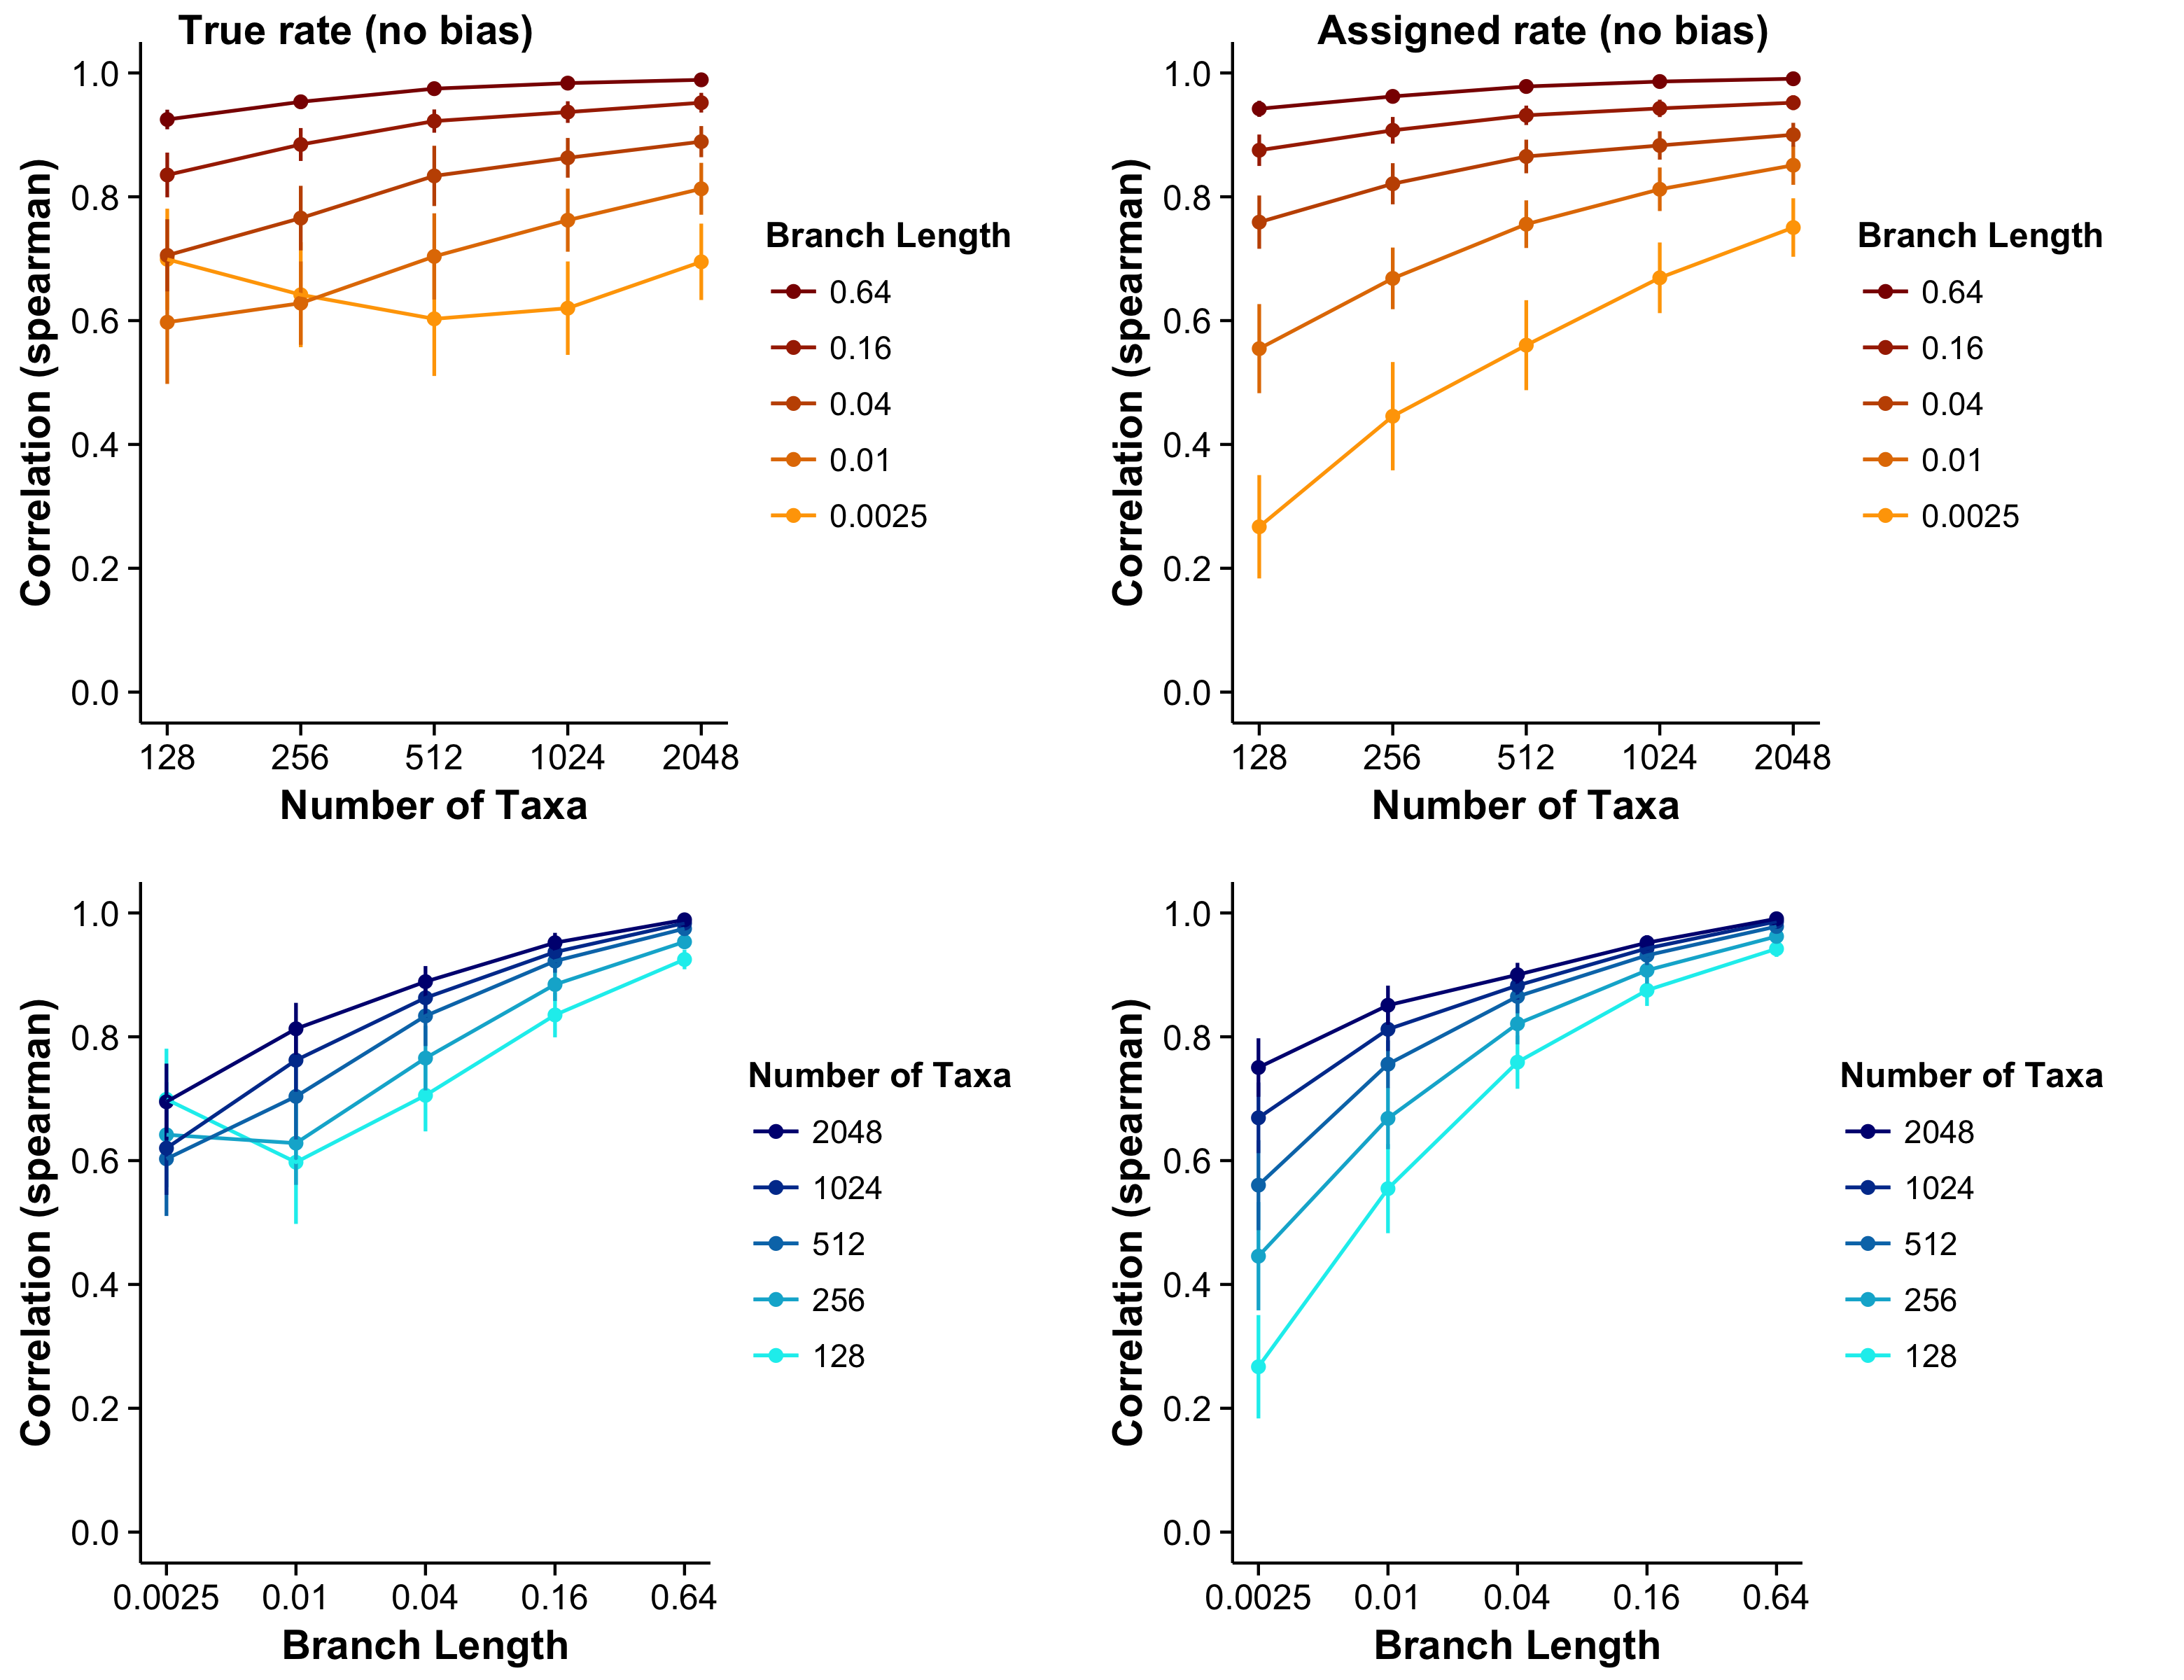 True rate (no bias)
Correlation (spearman)
1.0
0.8
0.6
0.4
0.2
0.0
128 256 512 1024 2048
Number of Taxa
Branch Length
0.64
0.16
0.04
0.01
0.0025
Assigned rate (no bias)
Correlation (spearman)
1.0
0.8
0.6
0.4
0.2
0.0
128 256 512 1024 2048
Number of Taxa
Branch Length
0.64
0.16
0.04
0.01
0.0025
Correlation (spearman)
1.0
0.8
0.6
0.4
0.2
0.0
0.0025 0.01 0.04 0.16 0.64
Branch Length
Number of Taxa
2048
1024
512
256
128
Correlation (spearman)
1.0
0.8
0.6
0.4
0.2
0.0
0.0025 0.01 0.04 0.16 0.64
Branch Length
Number of Taxa
2048
1024
512
256
128